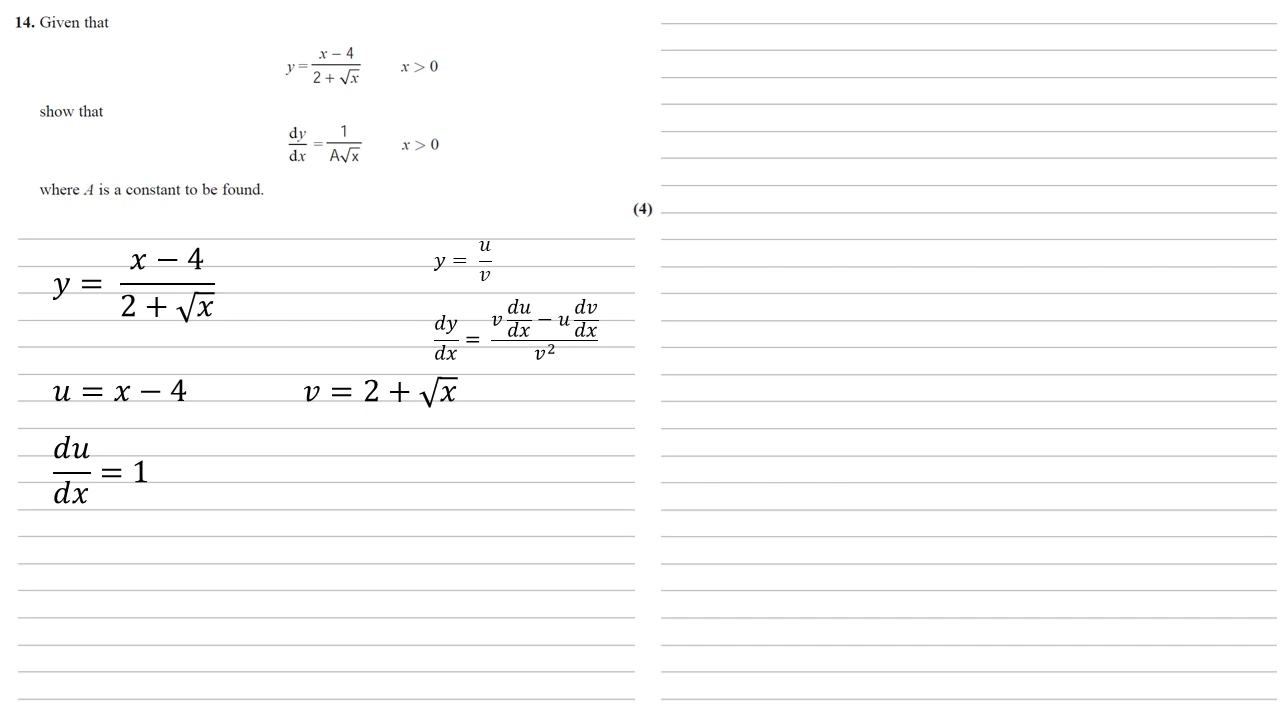 14. Given that
y = (x − 4)/(2 + √x)    x > 0
show that
dy/dx = 1/(A√x)    x > 0
where A is a constant to be found.
(4)
y = (x − 4)/(2 + √x)
y = u/v
dy/dx = (v du/dx − u dv/dx)/v²
u = x − 4    v = 2 + √x
du/dx = 1